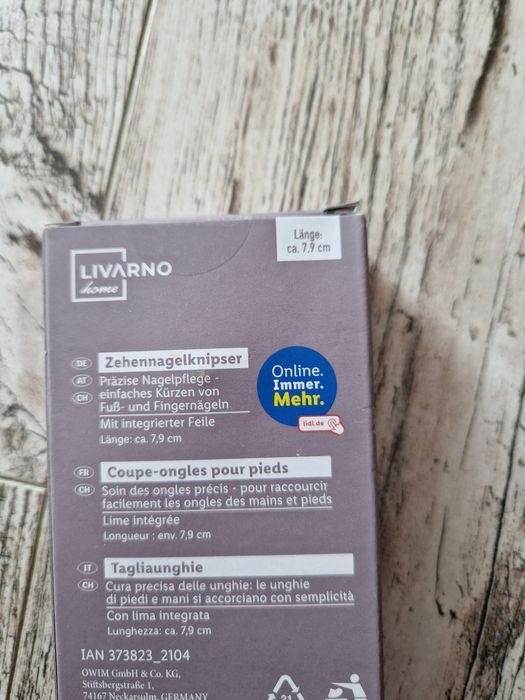 Länge:
ca. 7,9 cm
LIVARNO
home
DE
AT
CH
Zehennagelknipser
Präzise Nagelpflege -
einfaches Kürzen von
Fuß- und Fingernägeln
Mit integrierter Feile
Länge: ca. 7,9 cm
Online.
Immer.
Mehr.
lidl.de
FR
CH
Coupe-ongles pour pieds
Soin des ongles précis - pour raccourcir
facilement les ongles des mains et pieds
Lime intégrée
Longueur : env. 7,9 cm
IT
CH
Tagliaunghie
Cura precisa delle unghie: le unghie
di piedi e mani si accorciano con semplicità
Con lima integrata
Lunghezza: ca. 7,9 cm
IAN 373823_2104
OWIM GmbH & Co. KG,
Stiftsbergstraße 1,
74167 Neckarsulm, GERMANY
21